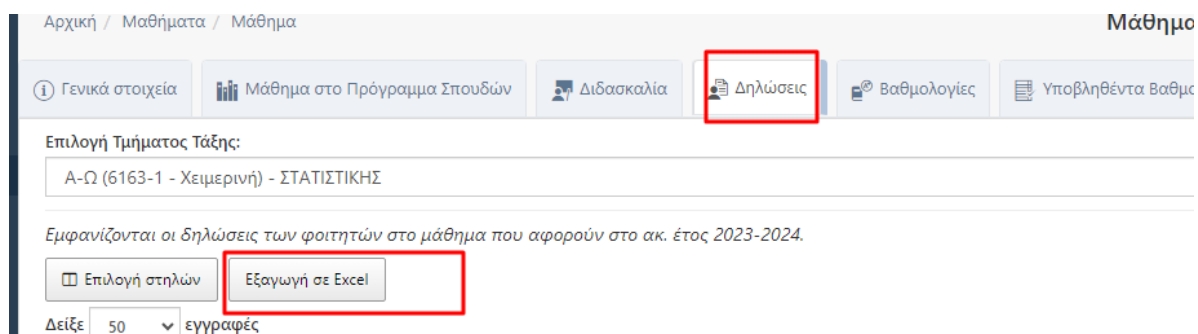 Αρχική / Μαθήματα / Μάθημα
Μάθημα
Γενικά στοιχεία Μάθημα στο Πρόγραμμα Σπουδών Διδασκαλία Δηλώσεις Βαθμολογίες Υποβληθέντα
Επιλογή Τμήματος Τάξης:
Α-Ω (6163-1 - Χειμερινή) - ΣΤΑΤΙΣΤΙΚΗΣ
Εμφανίζονται οι δηλώσεις των φοιτητών στο μάθημα που αφορούν στο ακ. έτος 2023-2024.
Επιλογή στηλών Εξαγωγή σε Excel
Δείξε 50 εγγραφές